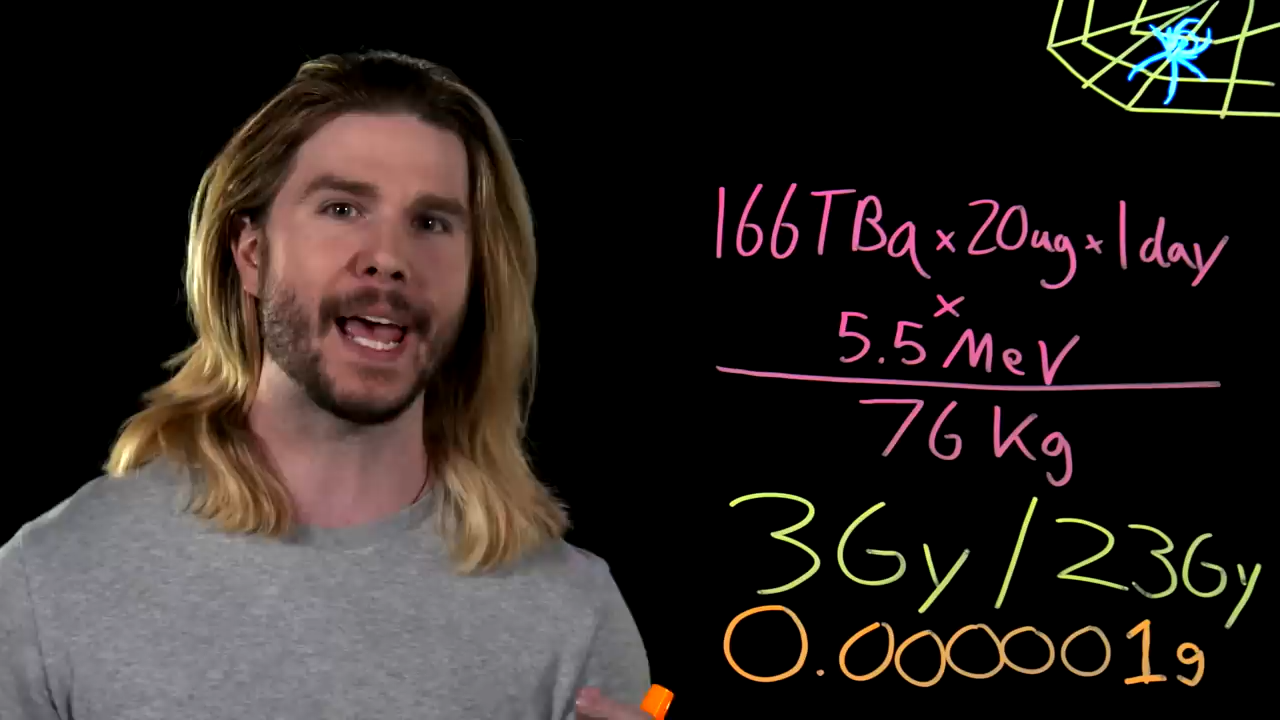 166TBq × 20ug × 1day
×
5.5 MeV
76 Kg
3Gy / 23Gy
0.000001g